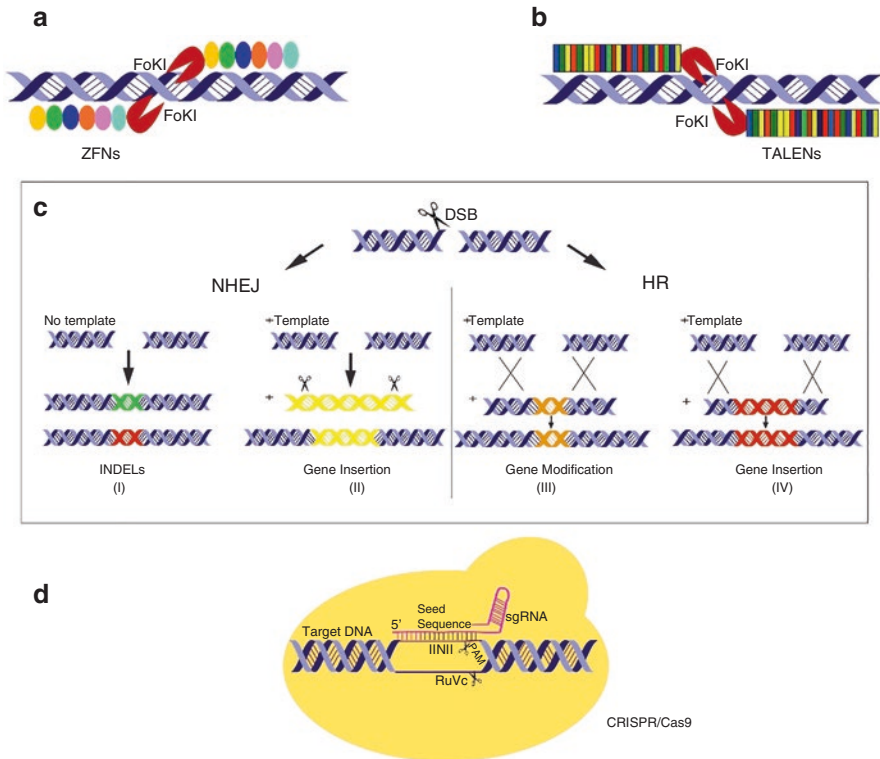 a
FoKI
FoKI
ZFNs
b
FoKI
FoKI
TALENs
c
DSB
NHEJ
HR
No template
+Template
+Template
+Template
+
+
+
INDELs
(I)
Gene Insertion
(II)
Gene Modification
(III)
Gene Insertion
(IV)
d
Seed
Sequence
5’
sgRNA
Target DNA
IINII
PAM
RuVc
CRISPR/Cas9